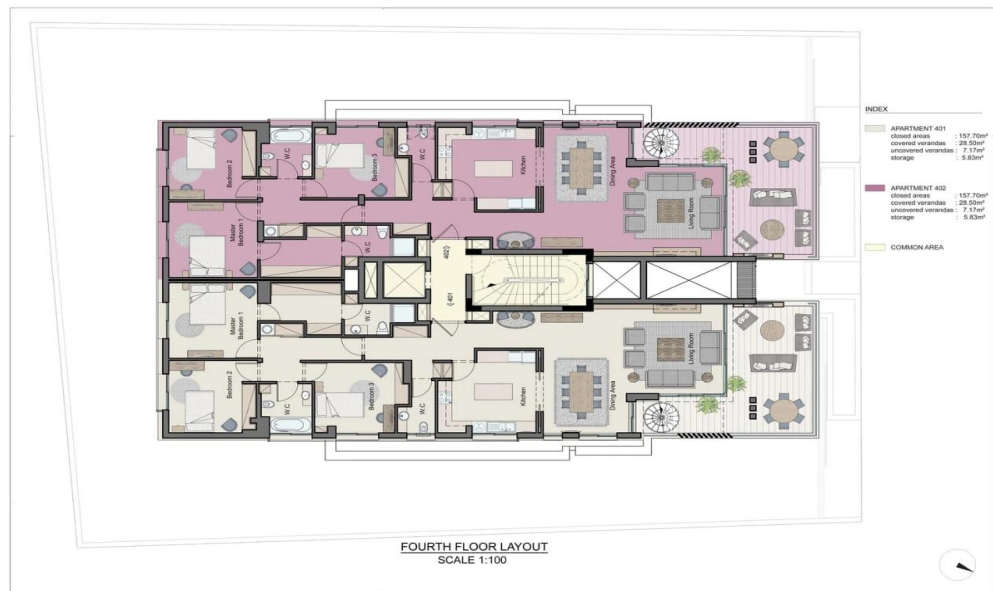 INDEX
APARTMENT 401
closed areas : 157.70m²
covered verandas : 28.50m²
uncovered verandas : 7.17m²
storage : 5.83m²
APARTMENT 402
closed areas : 157.70m²
covered verandas : 28.50m²
uncovered verandas : 7.17m²
storage : 5.83m²
COMMON AREA
Bedroom 2
W.C
Bedroom 3
W.C
Kitchen
Dining Area
Living Room
Master
Bedroom 1
W.C
402
401
Master
Bedroom 1
W.C
Living Room
Bedroom 2
W.C
Bedroom 3
W.C
Kitchen
Dining Area
FOURTH FLOOR LAYOUT
SCALE 1:100